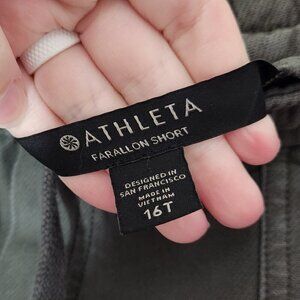 ATHLETA
FARALLON SHORT
DESIGNED IN
SAN FRANCISCO
MADE IN
VIETNAM
16T